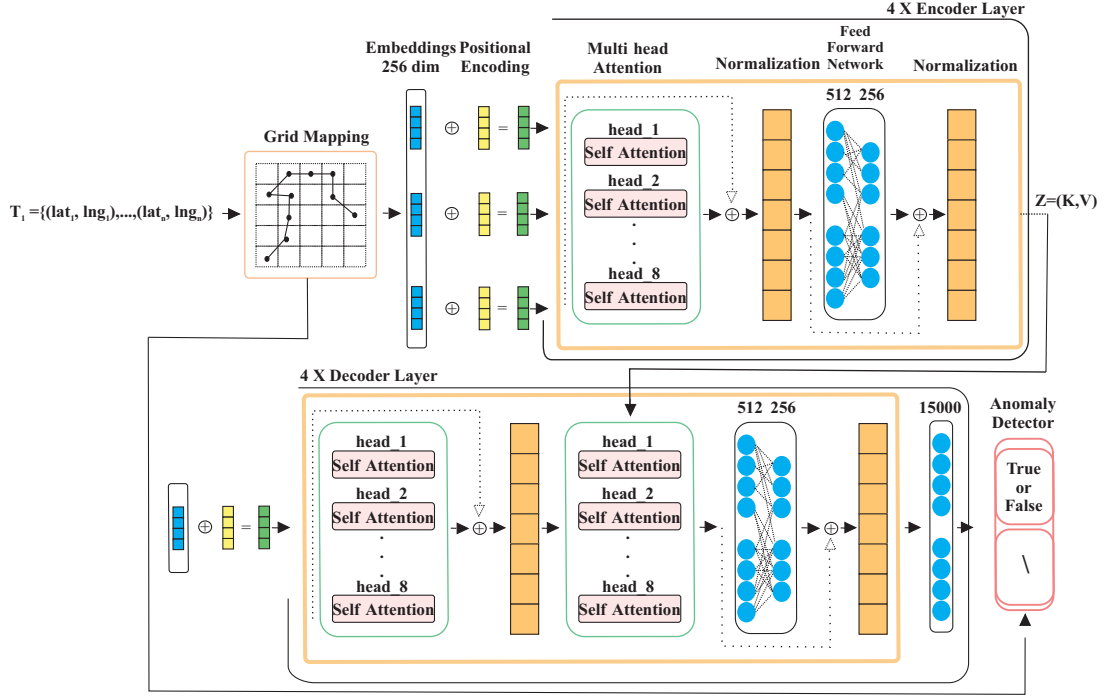 4 X Encoder Layer
Embeddings
256 dim
Positional
Encoding
Multi head
Attention
Normalization
Feed
Forward
Network
Normalization
512 256
Grid Mapping
T₁ ={(lat₁, lng₁),...,(latₙ, lngₙ)}
⊕ =
⊕ =
⊕ =
head_1
Self Attention
head_2
Self Attention
.
.
.
head_8
Self Attention
⊕
⊕
Z=(K,V)
4 X Decoder Layer
head_1
Self Attention
head_2
Self Attention
.
.
.
head_8
Self Attention
⊕
head_1
Self Attention
head_2
Self Attention
.
.
.
head_8
Self Attention
512 256
⊕
15000
⊕ =
Anomaly
Detector
True
or
False
\